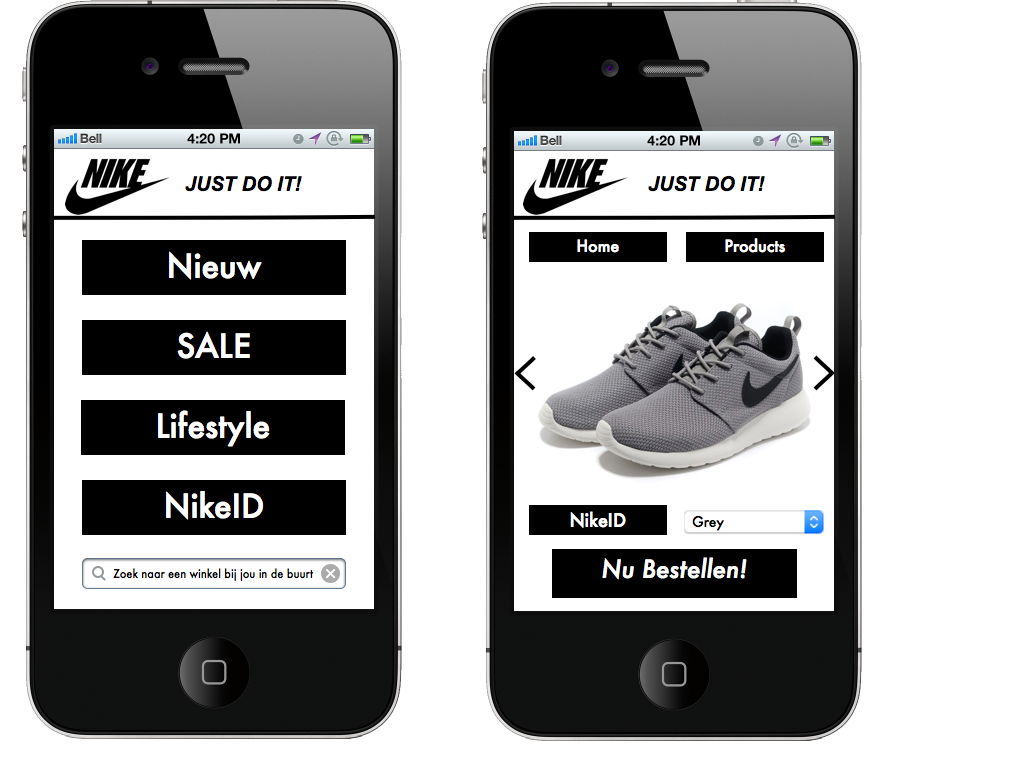 Bell 4:20 PM
NIKE JUST DO IT!
Nieuw
SALE
Lifestyle
NikeID
Zoek naar een winkel bij jou in de buurt
Bell 4:20 PM
NIKE JUST DO IT!
Home Products
NikeID Grey
Nu Bestellen!